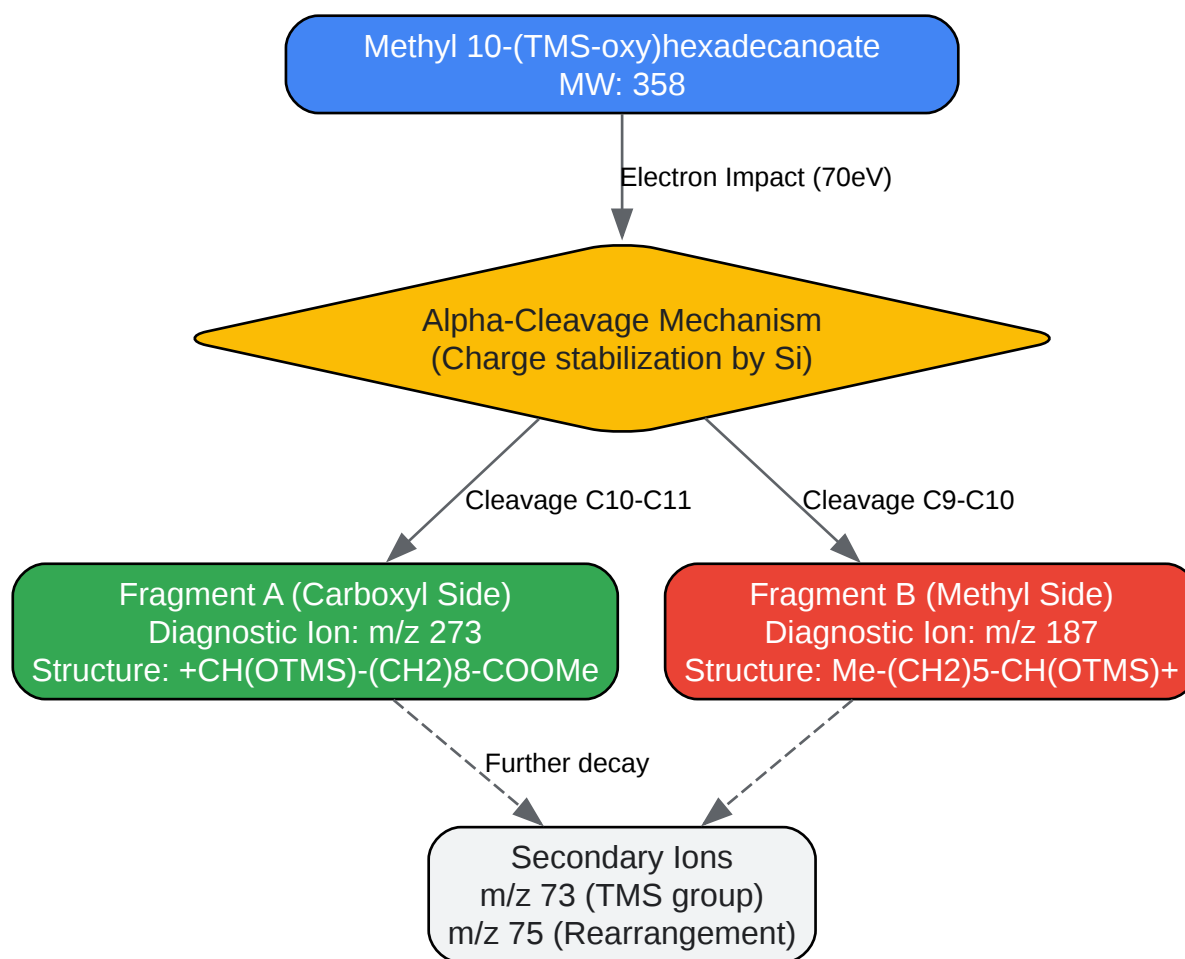 Methyl 10-(TMS-oxy)hexadecanoate
MW: 358
Electron Impact (70eV)
Alpha-Cleavage Mechanism
(Charge stabilization by Si)
Cleavage C10-C11
Cleavage C9-C10
Fragment A (Carboxyl Side)
Diagnostic Ion: m/z 273
Structure: +CH(OTMS)-(CH2)8-COOMe
Fragment B (Methyl Side)
Diagnostic Ion: m/z 187
Structure: Me-(CH2)5-CH(OTMS)+
Further decay
Secondary Ions
m/z 73 (TMS group)
m/z 75 (Rearrangement)